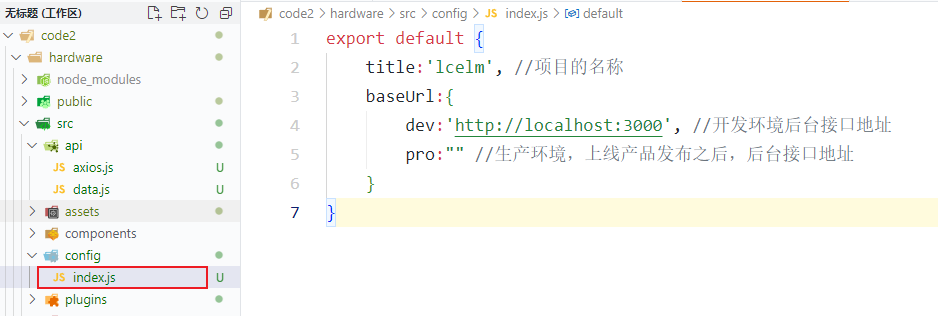 无标题 (工作区)
code2
hardware
node_modules
public
src
api
JS axios.js U
JS data.js U
assets
components
config
JS index.js U
plugins
code2 > hardware > src > config > JS index.js > default
1 export default {
2 title:'lcelm', //项目的名称
3 baseUrl:{
4 dev:'http://localhost:3000', //开发环境后台接口地址
5 pro:"" //生产环境，上线产品发布之后，后台接口地址
6 }
7 }